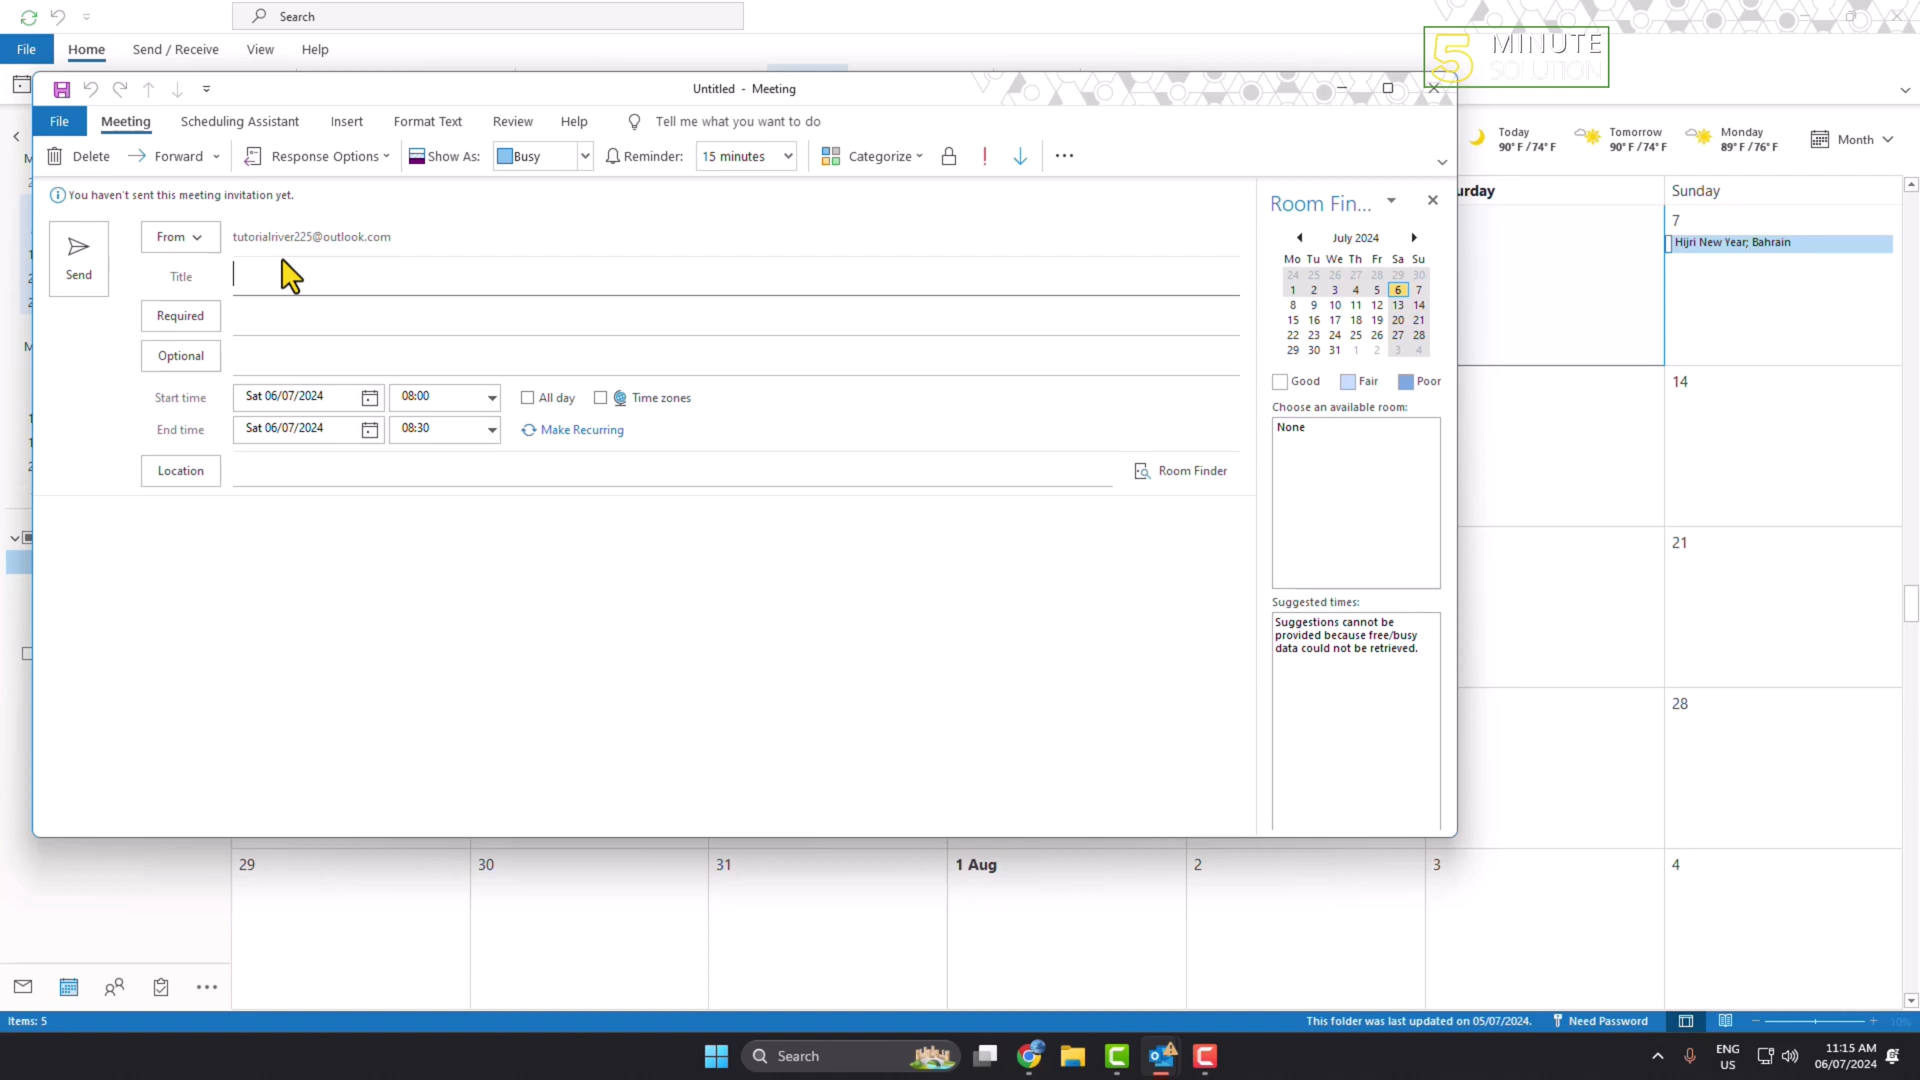 Search
File Home Send / Receive View Help
5 MINUTE SOLUTION
Untitled - Meeting
File Meeting Scheduling Assistant Insert Format Text Review Help Tell me what you want to do
Delete Forward Response Options Show As: Busy Reminder: 15 minutes Categorize
Today 90°F/74°F
Tomorrow 90°F/74°F
Monday 89°F/76°F
Month
You haven't sent this meeting invitation yet.
Send
From tutorialriver225@outlook.com
Title
Required
Optional
Start time Sat 06/07/2024 08:00 All day Time zones
End time Sat 06/07/2024 08:30 Make Recurring
Location Room Finder
Room Fin...
July 2024
Mo Tu We Th Fr Sa Su
24 25 26 27 28 29 30
1 2 3 4 5 6 7
8 9 10 11 12 13 14
15 16 17 18 19 20 21
22 23 24 25 26 27 28
29 30 31 1 2 3 4
Good Fair Poor
Choose an available room:
None
Suggested times:
Suggestions cannot be
provided because free/busy
data could not be retrieved.
urday Sunday
7
Hijri New Year; Bahrain
14
21
28
29 30 31 1 Aug 2 3 4
Items: 5
This folder was last updated on 05/07/2024. Need Password
Search
ENG
US
11:15 AM
06/07/2024